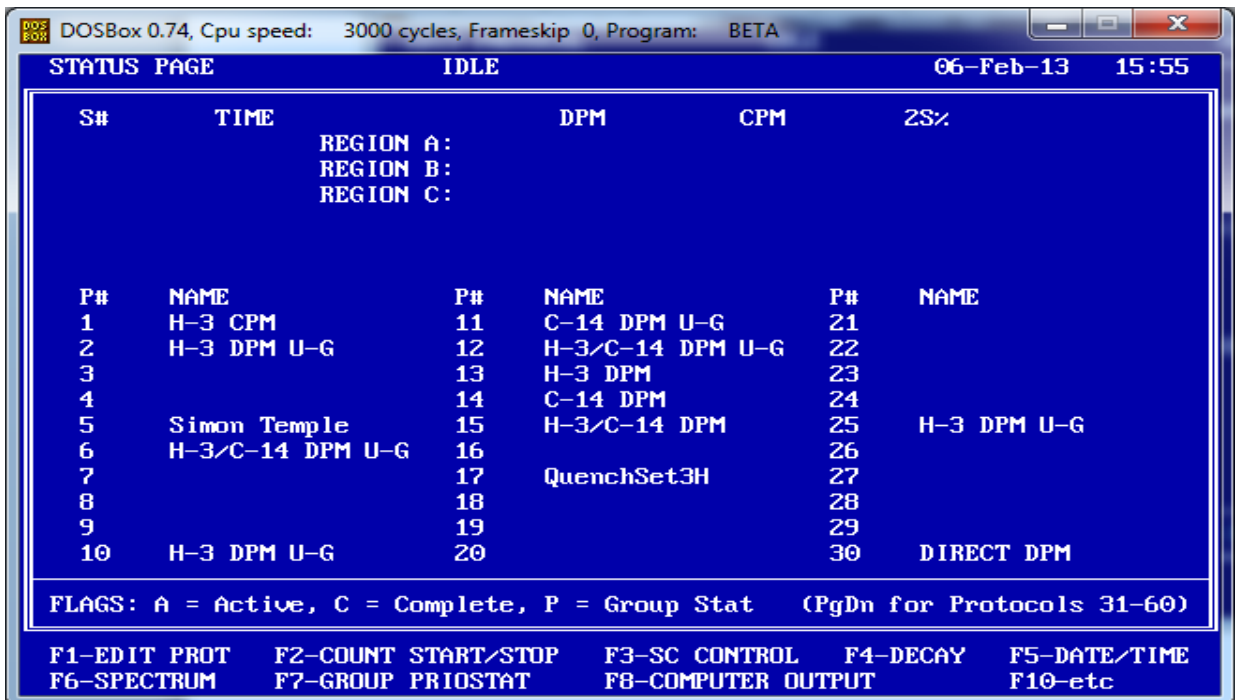 DOSBox 0.74, Cpu speed: 3000 cycles, Frameskip 0, Program: BETA
STATUS PAGE IDLE 06-Feb-13 15:55
S# TIME DPM CPM 2S%
REGION A:
REGION B:
REGION C:
P# NAME P# NAME P# NAME
1 H-3 CPM 11 C-14 DPM U-G 21
2 H-3 DPM U-G 12 H-3/C-14 DPM U-G 22
3 13 H-3 DPM 23
4 14 C-14 DPM 24
5 Simon Temple 15 H-3/C-14 DPM 25 H-3 DPM U-G
6 H-3/C-14 DPM U-G 16 26
7 17 QuenchSet3H 27
8 18 28
9 19 29
10 H-3 DPM U-G 20 30 DIRECT DPM
FLAGS: A = Active, C = Complete, P = Group Stat (PgDn for Protocols 31-60)
F1-EDIT PROT F2-COUNT START/STOP F3-SC CONTROL F4-DECAY F5-DATE/TIME
F6-SPECTRUM F7-GROUP PRIOSTAT F8-COMPUTER OUTPUT F10-etc